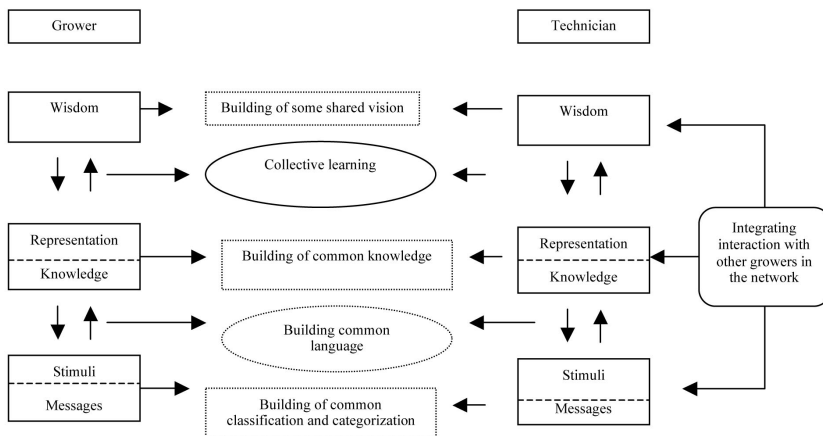 Grower
Technician
Wisdom
Building of some shared vision
Wisdom
Collective learning
Representation
Knowledge
Building of common knowledge
Representation
Knowledge
Integrating
interaction with
other growers in
the network
Building common
language
Stimuli
Messages
Building of common
classification and categorization
Stimuli
Messages